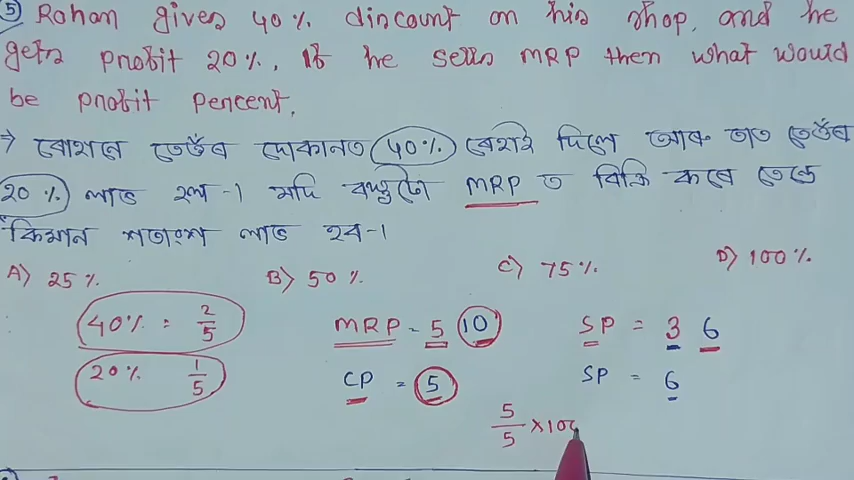 5) Rohan gives 40% discount on his shop, and he
gets profit 20%, If he sells MRP then what would
be profit percent.
→ ৰোহনে তেওঁৰ দোকানত 40% ৰেহাই দিলে আৰু তাত তেওঁৰ
20% লাভ হল। যদি বস্তুটো MRP ত বিক্ৰি কৰে তেন্তে
কিমান শতাংশ লাভ হব।
A) 25% B) 50% C) 75% D) 100%
40% = 2/5 MRP - 5 10 SP = 3 6
20% 1/5 CP = 5 SP = 6
5/5 ×100